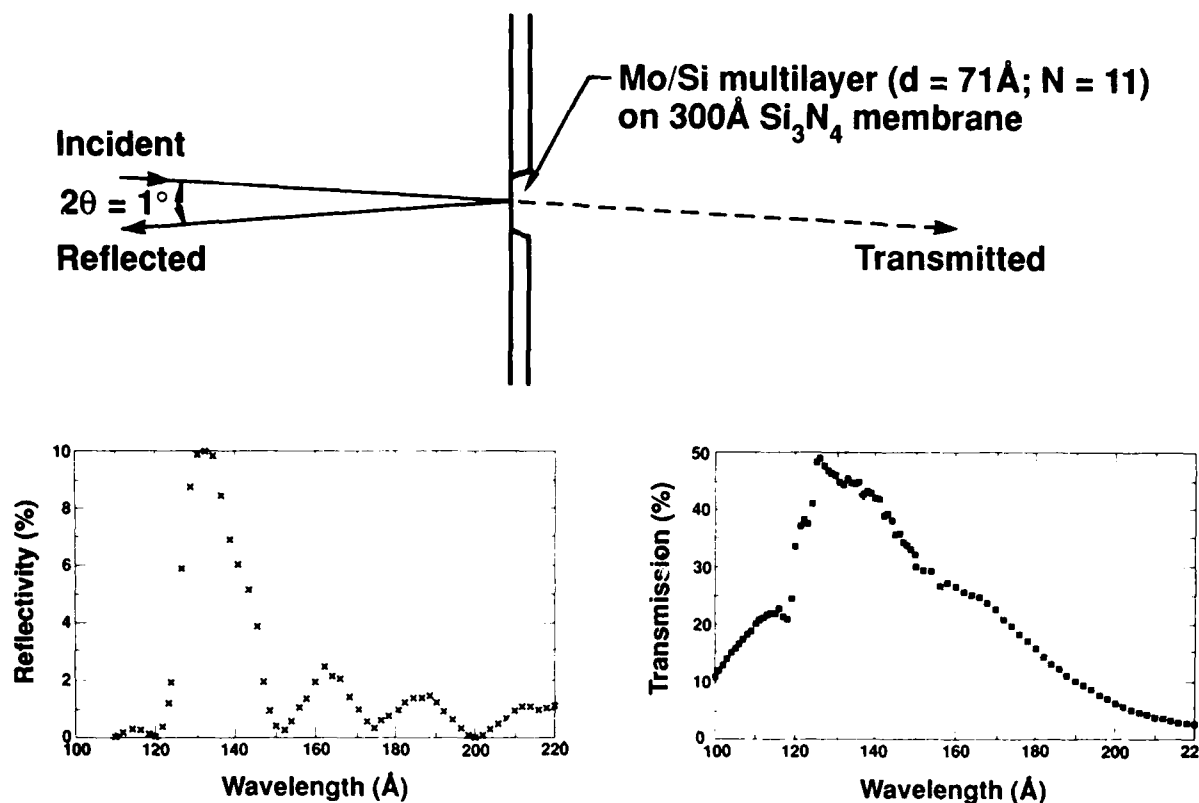 Mo/Si multilayer (d = 71Å; N = 11)
on 300Å Si₃N₄ membrane
Incident
2θ = 1°
Reflected
Transmitted
10
8
6
4
2
0
Reflectivity (%)
100 120 140 160 180 200 220
Wavelength (Å)
50
40
30
20
10
0
Transmission (%)
100 120 140 160 180 200 220
Wavelength (Å)